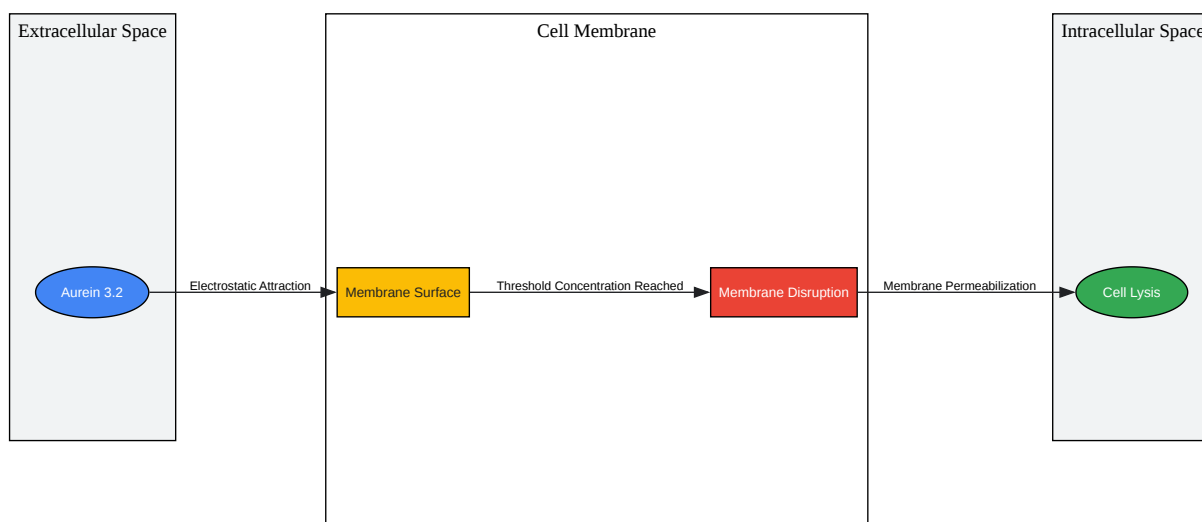 Extracellular Space
Cell Membrane
Intracellular Space
Aurein 3.2
Electrostatic Attraction
Membrane Surface
Threshold Concentration Reached
Membrane Disruption
Membrane Permeabilization
Cell Lysis